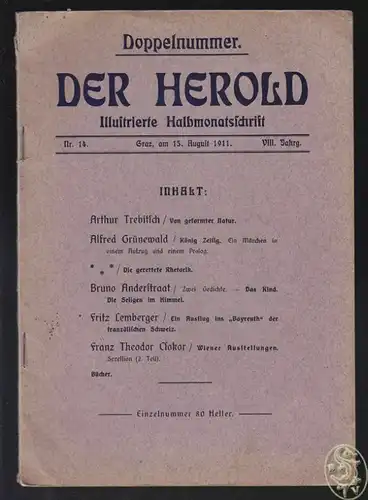 Doppelnummer.
DER HEROLD
Illustrierte Halbmonatsschrift
Nr. 14. Graz, am 15. August 1911. VIII. Jahrg.
INHALT:
Arthur Trebitsch / Von geformter Natur.
Alfred Grünewald / König Zeitig. Ein Märchen in
einem Aufzug und einem Prolog.
* * * / Die gerettete Rhetorik.
Bruno Anderstraat / Zwei Gedichte. — Das Kind.
Die Seligen im Himmel.
Fritz Lemberger / Ein Ausflug ins „Bayreuth" der
französischen Schweiz.
Franz Theodor Csokor / Wiener Ausstellungen.
Sezession (2. Teil).
Bücher.
Einzelnummer 80 Heller.